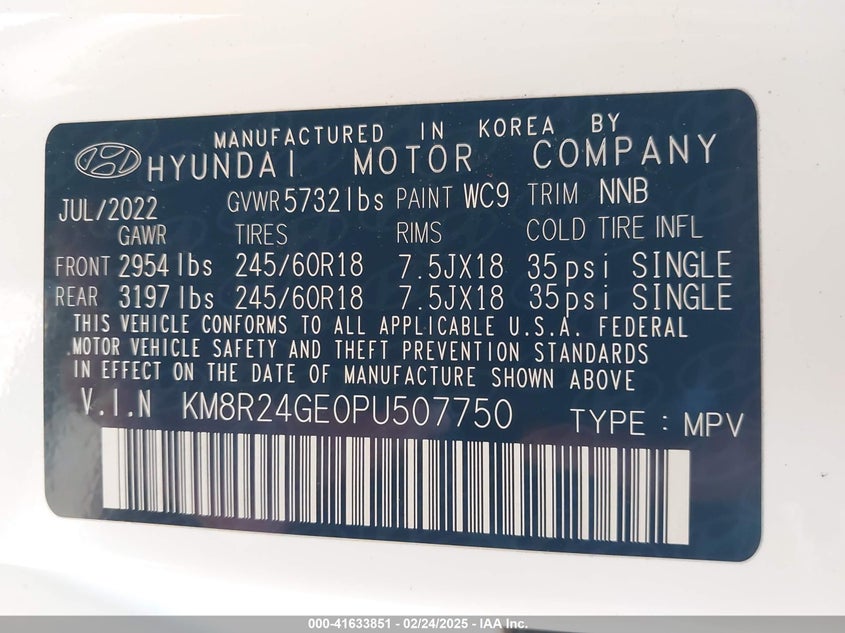 MANUFACTURED IN KOREA BY
HYUNDAI MOTOR COMPANY
JUL/2022 GVWR 5732lbs PAINT WC9 TRIM NNB
GAWR TIRES RIMS COLD TIRE INFL
FRONT 2954 lbs 245/60R18 7.5JX18 35psi SINGLE
REAR 3197 lbs 245/60R18 7.5JX18 35psi SINGLE
THIS VEHICLE CONFORMS TO ALL APPLICABLE U.S.A. FEDERAL
MOTOR VEHICLE SAFETY AND THEFT PREVENTION STANDARDS
IN EFFECT ON THE DATE OF MANUFACTURE SHOWN ABOVE
V.I.N KM8R24GE0PU507750 TYPE : MPV
000-41633851 - 02/24/2025 - IAA Inc.